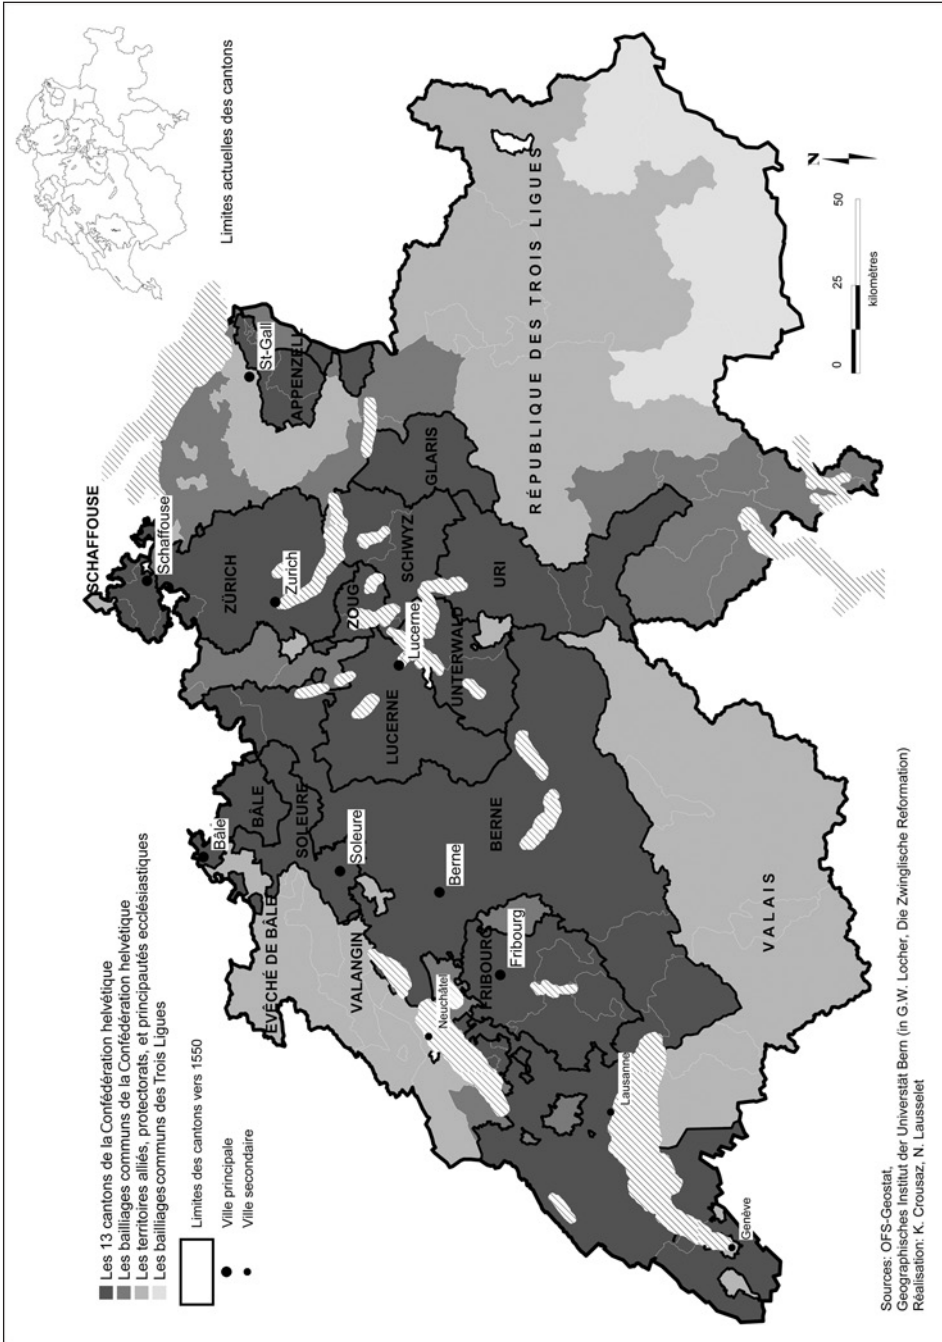 Les 13 cantons de la Confédération helvétique
Les bailliages communs de la Confédération helvétique
Les territoires alliés, protectorats, et principautés ecclésiastiques
Les bailliages communs des Trois Ligues
Limites des cantons vers 1550
Ville principale
Ville secondaire
Limites actuelles des cantons
SCHAFFOUSE
Schaffouse
Bâle
BÂLE
EVÊCHÉ DE BÂLE
SOLEURE
Soleure
ZÜRICH
Zurich
St-Gall
APPENZELL
VALANGIN
Neuchâtel
LUCERNE
Lucerne
ZOUG
SCHWYZ
GLARIS
UNTERWALD
URI
BERNE
Berne
FRIBOURG
Fribourg
RÉPUBLIQUE DES TROIS LIGUES
Lausanne
VALAIS
Genève
N
0 25 50
kilomètres
Sources: OFS-Geostat,
Geographisches Institut der Universtät Bern (in G.W. Locher, Die Zwinglische Reformation)
Réalisation: K. Crousaz, N. Lausselet